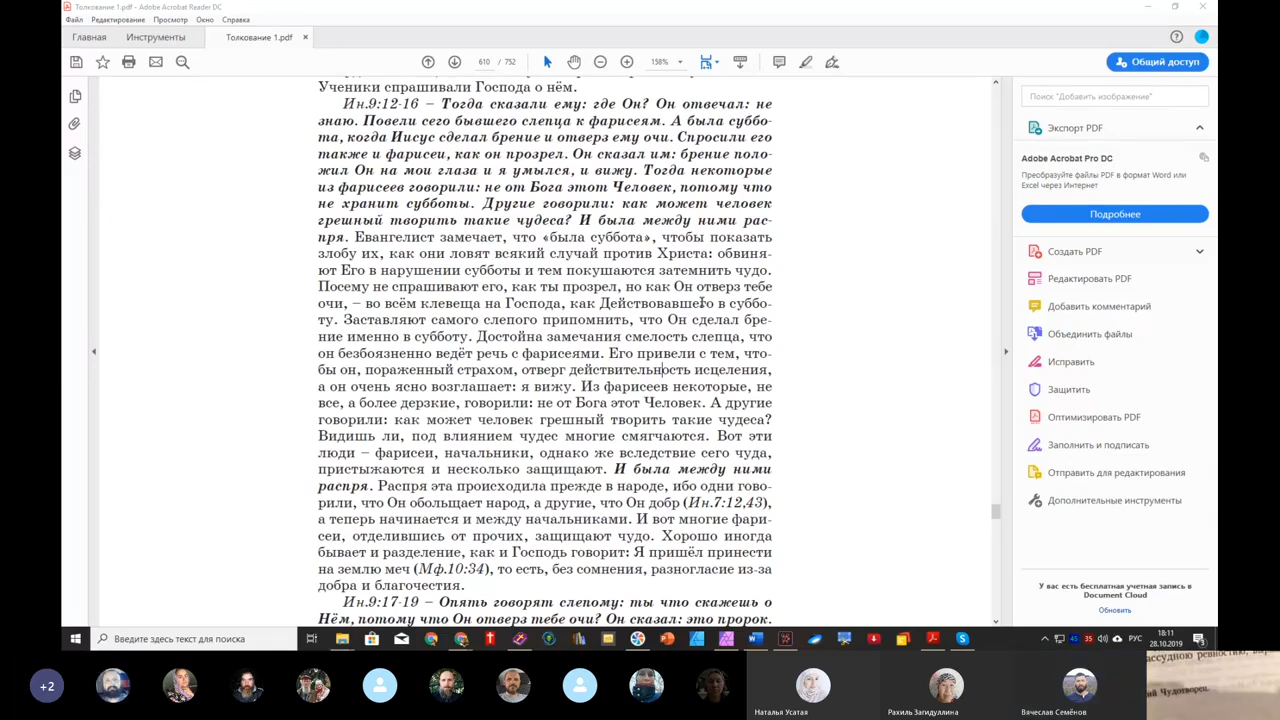 Толкование 1.pdf - Adobe Acrobat Reader DC
Файл Редактирование Просмотр Окно Справка
Главная Инструменты Толкование 1.pdf ×
610 / 752 158% Общий доступ
Ученики спрашивали Господа о нём.
Ин.9:12-16 – Тогда сказали ему: где Он? Он отвечал: не
знаю. Повели сего бывшего слепца к фарисеям. А была суббо-
та, когда Иисус сделал брение и отверз ему очи. Спросили его
также и фарисеи, как он прозрел. Он сказал им: брение поло-
жил Он на мои глаза и я умылся, и вижу. Тогда некоторые
из фарисеев говорили: не от Бога этот Человек, потому что
не хранит субботы. Другие говорили: как может человек
грешный творить такие чудеса? И была между ними рас-
пря. Евангелист замечает, что «была суббота», чтобы показать
злобу их, как они ловят всякий случай против Христа: обвиня-
ют Его в нарушении субботы и тем покушаются затемнить чудо.
Посему спрашивают его, как ты прозрел, но как Он отверз тебе
очи, – во всём клевеща на Господа, как Действовавшего в суббо-
ту. Заставляют самого слепого припомнить, что Он сделал бре-
ние именно в субботу. Достойна замечания смелость слепца, что
он безбоязненно ведёт речь с фарисеями. Его привели с тем, что-
бы ои, пораженный страхом, отверг действительность исцеления,
а он очень ясно возглашает: я вижу. Из фарисеев некоторые, не
все, а более дерзкие, говорили: не от Бога этот Человек. А другие
говорили: как может человек грешный творить такие чудеса?
Видишь ли, под влиянием чудес многие смягчаются. Вот эти
люди – фарисеи, начальники, однако же вследствие сего чуда,
пристыжаются и несколько защищают. И была между ними
распря. Распря эта происходила прежде в народе, ибо одни гово-
рили, что Он обольщает народ, а другие, что Он добр (Ин.7:12,43),
а теперь начинается и между начальниками. И вот многие фари-
сеи, отделившись от прочих, защищают чудо. Хорошо иногда
бывает и разделение, как и Господь говорит: Я пришёл принести
на землю меч (Мф.10:34), то есть, без сомнения, разногласие из-за
добра и благочестия.
Ин.9:17-19 – Опять говорят слепому: ты что скажешь о
Нём, потому что Он отверз тебе очи? Он сказал: это пророк.
Поиск "Добавить изображение"
Экспорт PDF
Adobe Acrobat Pro DC
Преобразуйте файлы PDF в формат Word или
Excel через Интернет
Подробнее
Создать PDF
Редактировать PDF
Добавить комментарий
Объединить файлы
Исправить
Защитить
Оптимизировать PDF
Заполнить и подписать
Отправить для редактирования
Дополнительные инструменты
У вас есть бесплатная учетная запись в
Document Cloud
Обновить
Введите здесь текст для поиска
45 35 РУС 18:11
28.10.2019 3
+2
Наталья Усатая
Рахиль Загидуллина
Вячеслав Семёнов
ий Чудотворец.